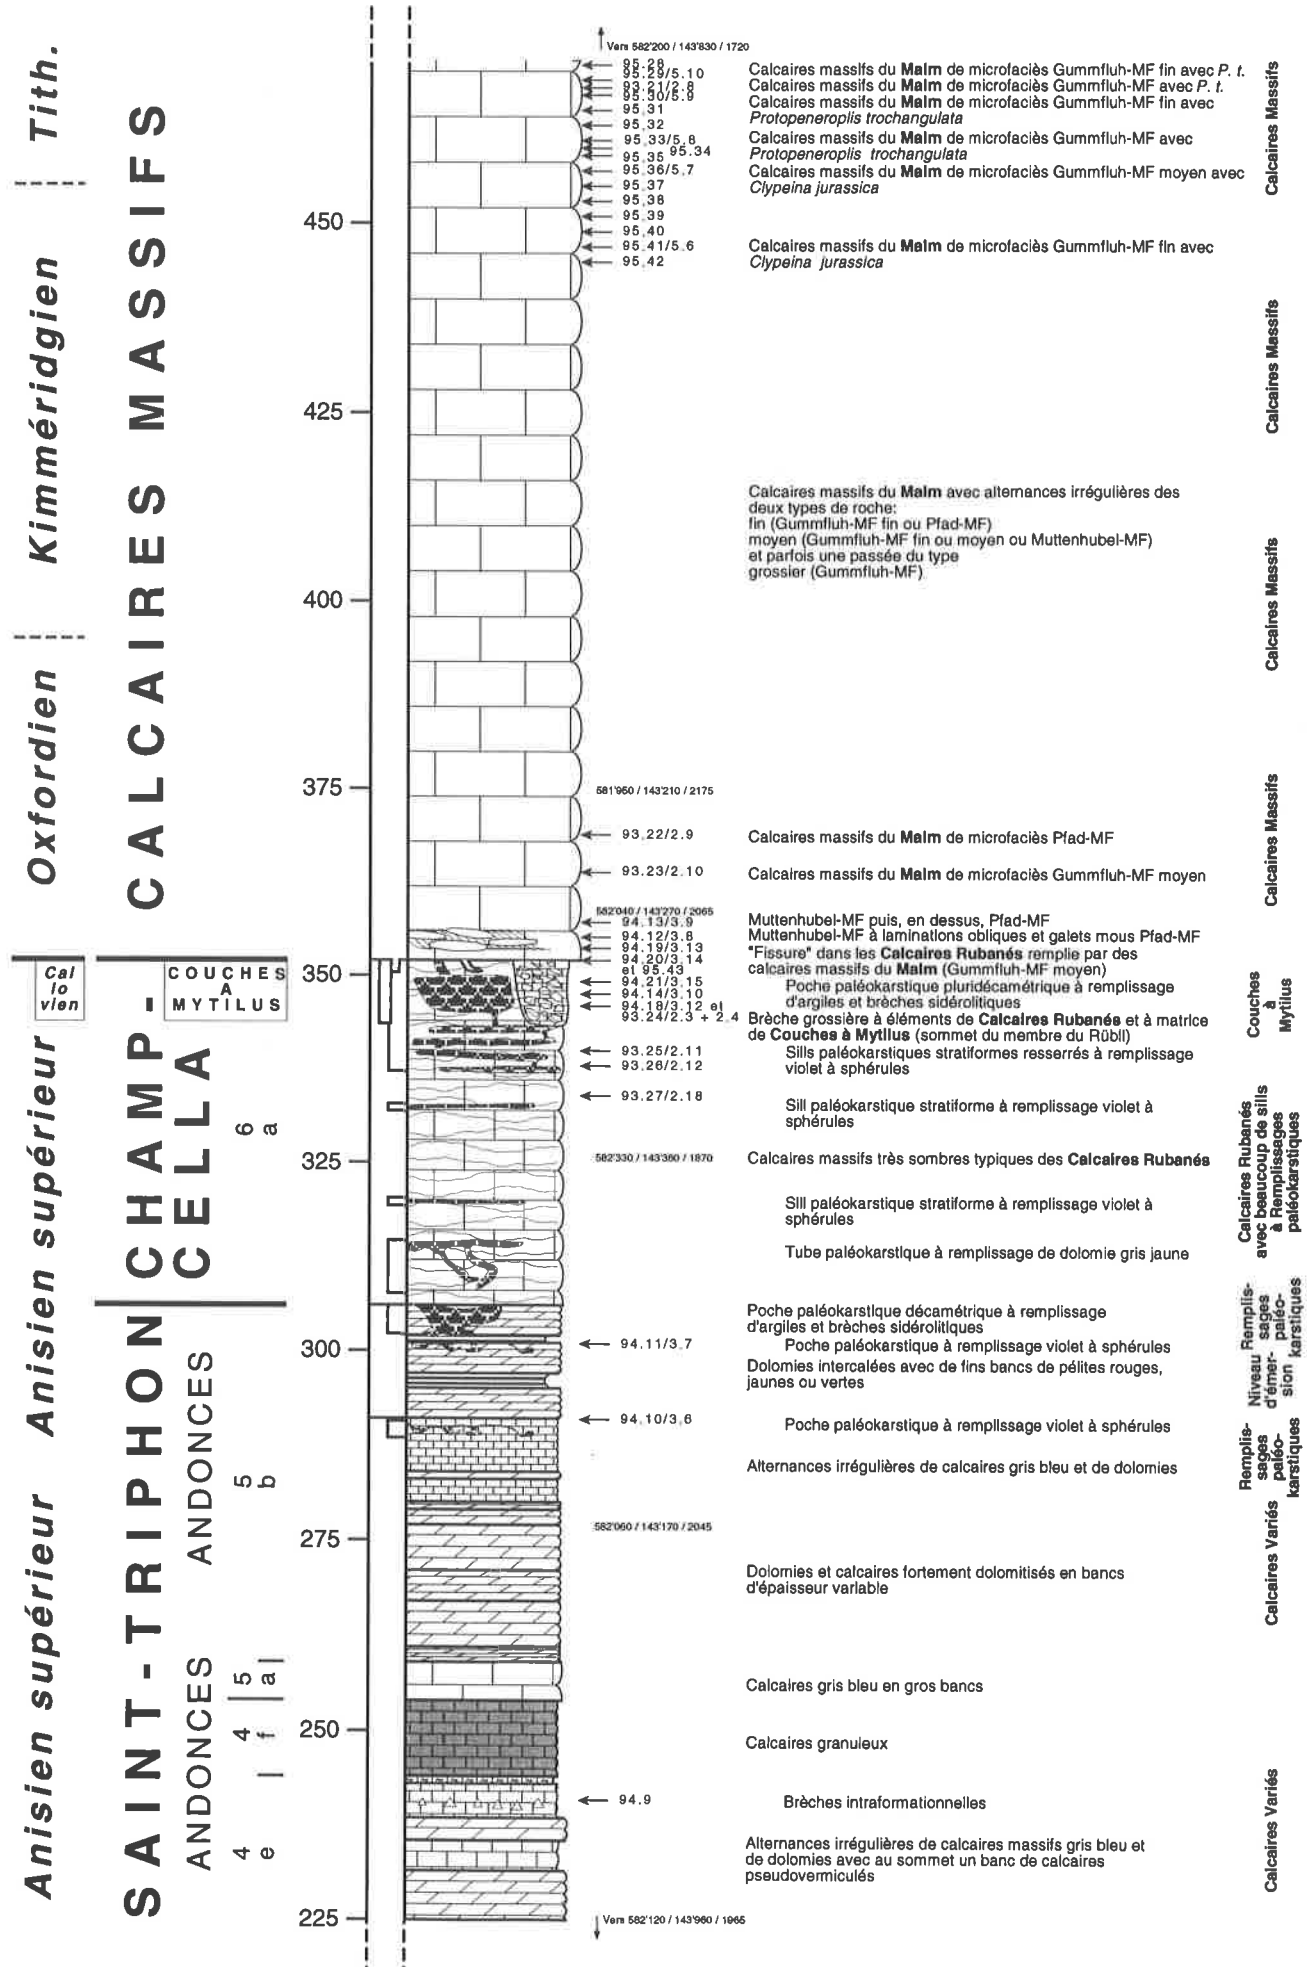 Vers 582'200 / 143'830 / 1720
95.28
95.29/5.10
93.21/2.8
95.30/5.9
95.31
95.32
95.33/5.8
95.34
95.35
95.36/5.7
95.37
95.38
95.39
95.40
95.41/5.6
95.42
Calcaires massifs du Malm de microfaciès Gummfluh-MF fin avec P. t.
Calcaires massifs du Malm de microfaciès Gummfluh-MF avec P. t.
Calcaires massifs du Malm de microfaciès Gummfluh-MF fin avec
Protopeneroplis trochangulata
Calcaires massifs du Malm de microfaciès Gummfluh-MF avec
Protopeneroplis trochangulata
Calcaires massifs du Malm de microfaciès Gummfluh-MF moyen avec
Clypeina jurassica
Calcaires massifs du Malm de microfaciès Gummfluh-MF fin avec
Clypeina jurassica
Calcaires massifs du Malm avec alternances irrégulières des
deux types de roche:
fin (Gummfluh-MF fin ou Pfad-MF)
moyen (Gummfluh-MF fin ou moyen ou Muttenhubel-MF)
et parfois une passée du type
grossier (Gummfluh-MF)
581'960 / 143'210 / 2175
93.22/2.9
Calcaires massifs du Malm de microfaciès Pfad-MF
93.23/2.10
Calcaires massifs du Malm de microfaciès Gummfluh-MF moyen
582'040 / 143'270 / 2065
94.13/3.9
94.12/3.8
94.19/3.13
94.20/3.14
et 95.43
94.21/3.15
94.14/3.10
94.18/3.12 et
93.24/2.3 + 2.4
Muttenhubel-MF puis, en dessus, Pfad-MF
Muttenhubel-MF à laminations obliques et galets mous Pfad-MF
"Fissure" dans les Calcaires Rubanés remplie par des
calcaires massifs du Malm (Gummfluh-MF moyen)
Poche paléokarstique pluridécamétrique à remplissage
d'argiles et brèches sidérolitiques
Brèche grossière à éléments de Calcaires Rubanés et à matrice
de Couches à Mytilus (sommet du membre du Rübli)
93.25/2.11
93.26/2.12
Sills paléokarstiques stratiformes resserrés à remplissage
violet à sphérules
93.27/2.18
Sill paléokarstique stratiforme à remplissage violet à
sphérules
582'330 / 143'360 / 1870
Calcaires massifs très sombres typiques des Calcaires Rubanés
Sill paléokarstique stratiforme à remplissage violet à
sphérules
Tube paléokarstique à remplissage de dolomie gris jaune
Poche paléokarstique décamétrique à remplissage
d'argiles et brèches sidérolitiques
94.11/3.7
Poche paléokarstique à remplissage violet à sphérules
Dolomies intercalées avec de fins bancs de pélites rouges,
jaunes ou vertes
94.10/3.6
Poche paléokarstique à remplissage violet à sphérules
Alternances irrégulières de calcaires gris bleu et de dolomies
582'060 / 143'170 / 2045
Dolomies et calcaires fortement dolomitisés en bancs
d'épaisseur variable
Calcaires gris bleu en gros bancs
Calcaires granuleux
94.9
Brèches intraformationnelles
Alternances irrégulières de calcaires massifs gris bleu et
de dolomies avec au sommet un banc de calcaires
pseudovermiculés
Vers 582'120 / 143'960 / 1965
450
425
400
375
350
325
300
275
250
225
Tith.
Kimméridgien
Oxfordien
Cal
lo
vien
Anisien supérieur
Anisien supérieur
Anisien supérieur
CALCAIRES MASSIFS
COUCHES
A
MYTILUS
SAINT-TRIPHON
CHAMP-
CELLA
6
a
ANDONCES
5
b
ANDONCES
5
a
4
f
4
e
Calcaires Massifs
Calcaires Massifs
Calcaires Massifs
Calcaires Massifs
Couches
à
Mytilus
Calcaires Rubanés
avec beaucoup de sills
à Remplissages
paléokarstiques
Niveau
d'émer-
sion
Remplis-
sages
paléo-
karstiques
Remplis-
sages
paléo-
karstiques
Calcaires Variés
Calcaires Variés